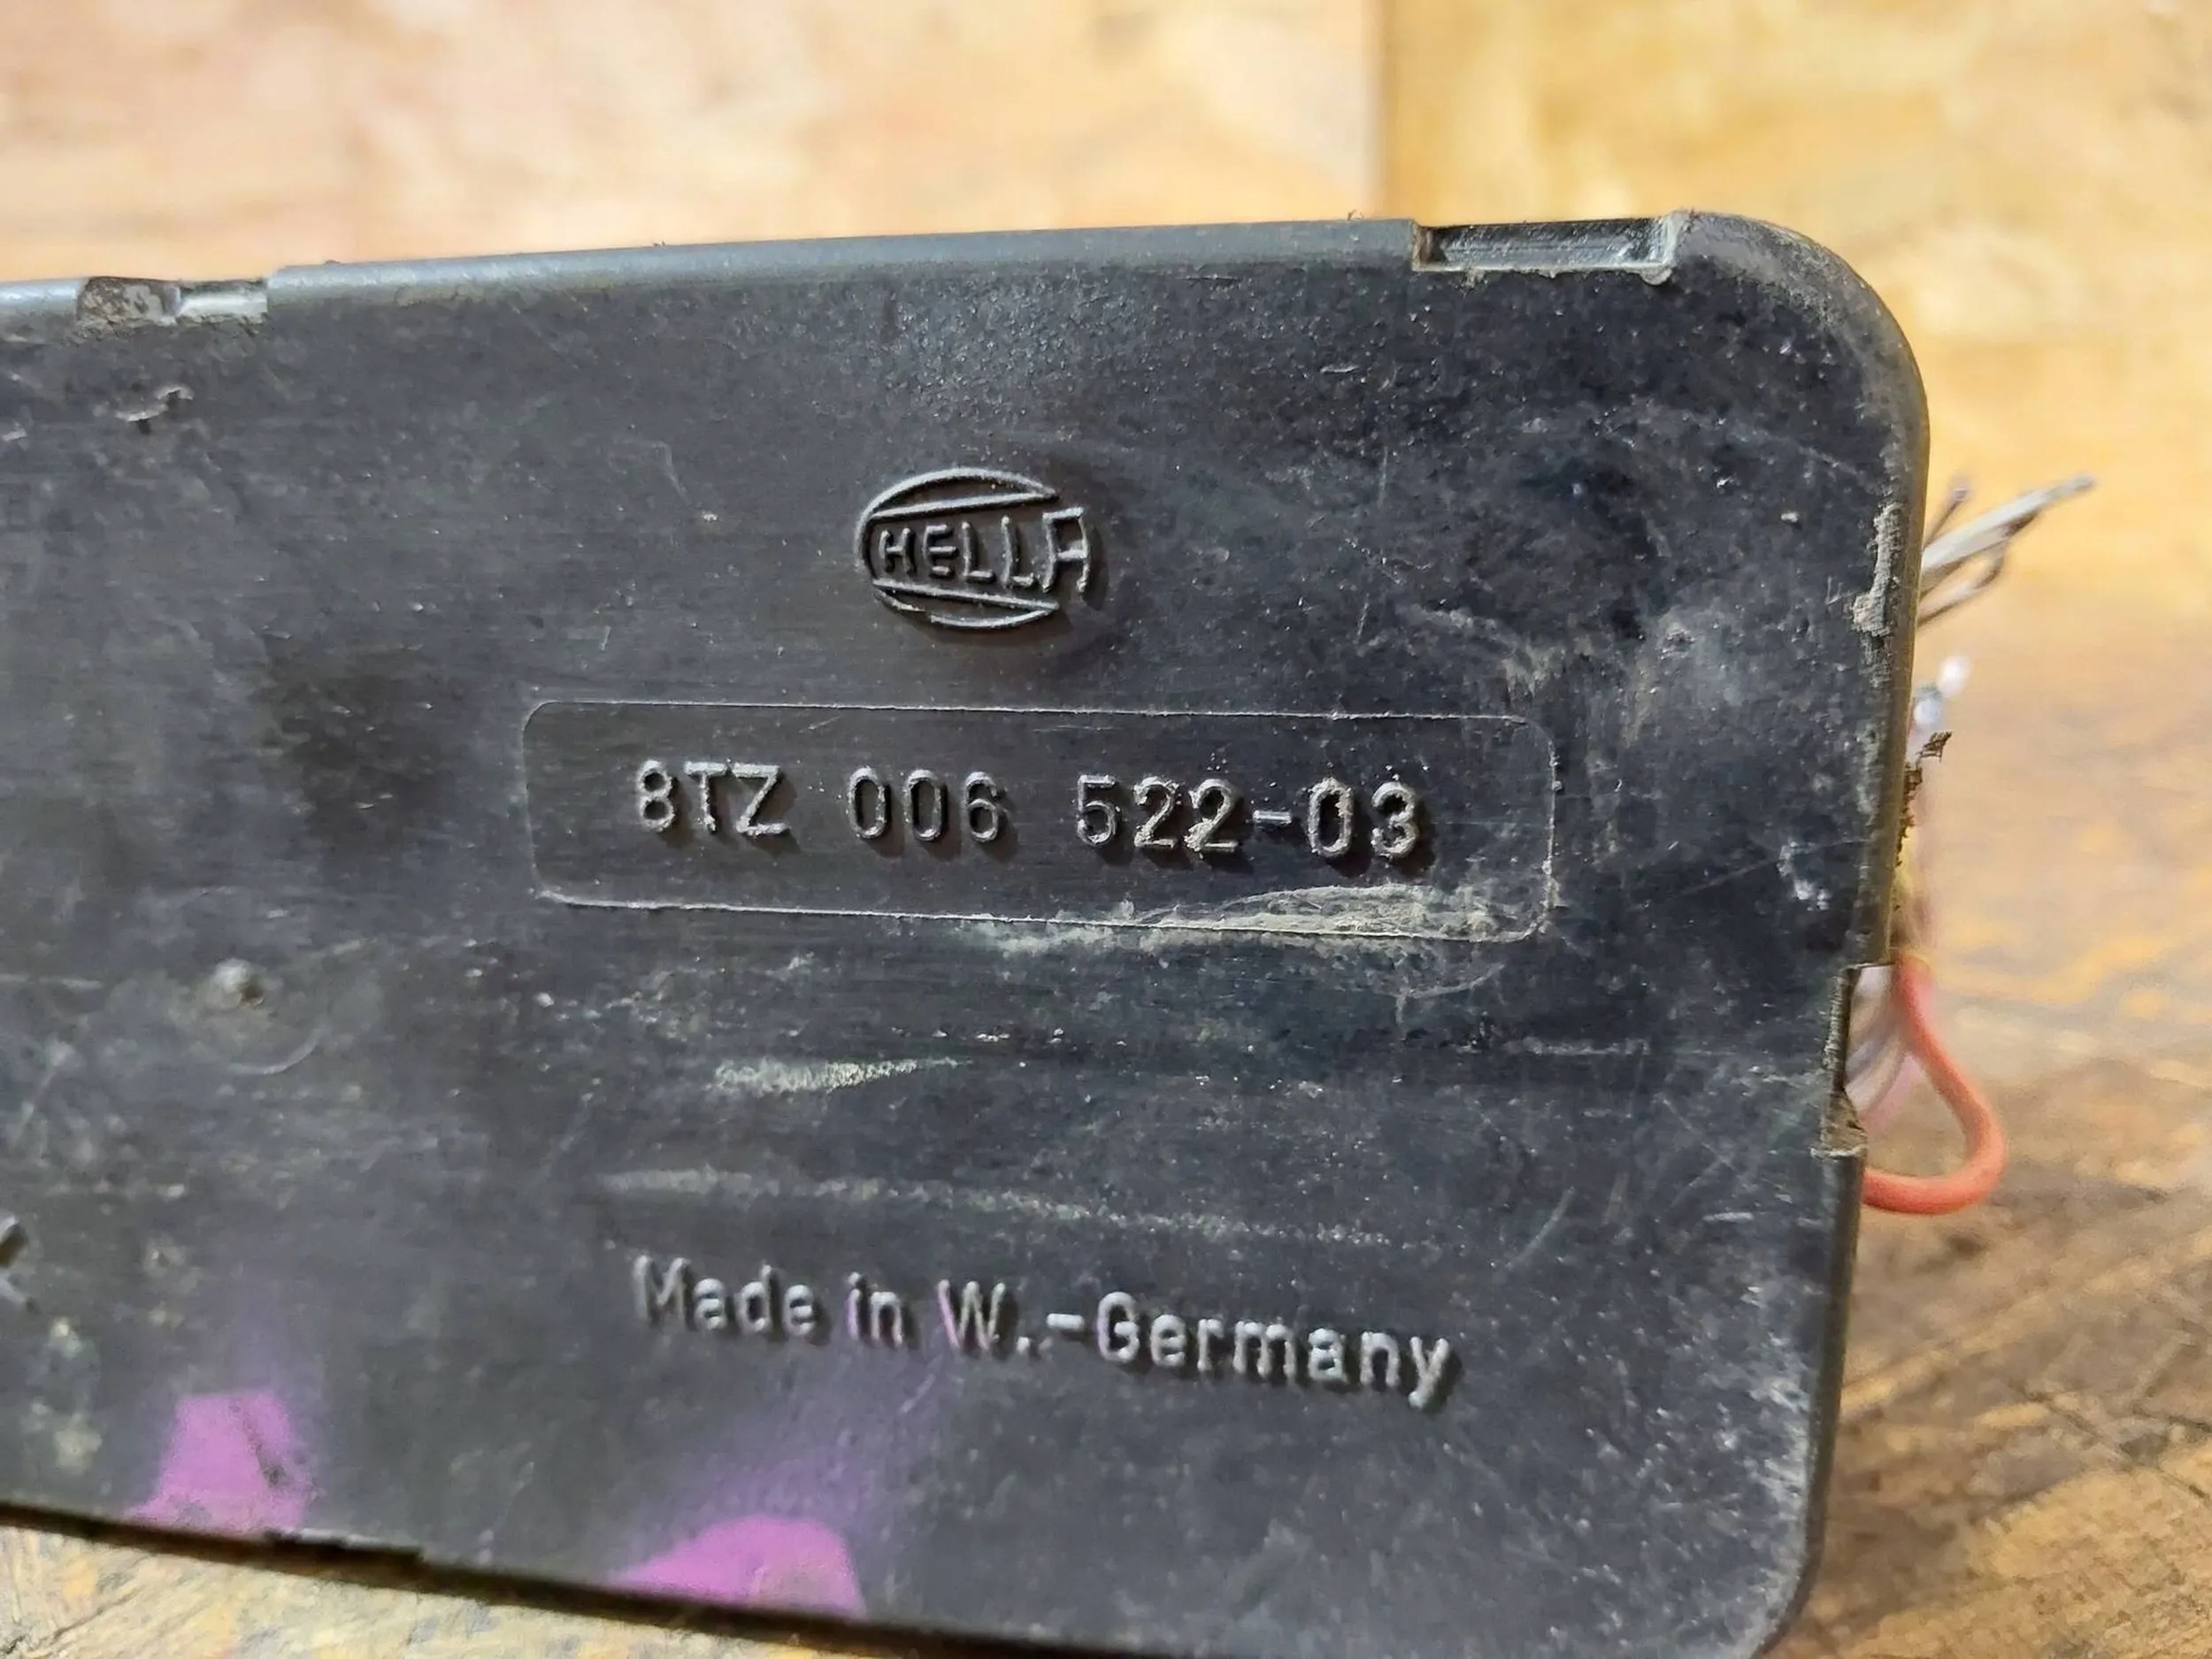 HELLA
8TZ 006 522-03
Made in W.-Germany